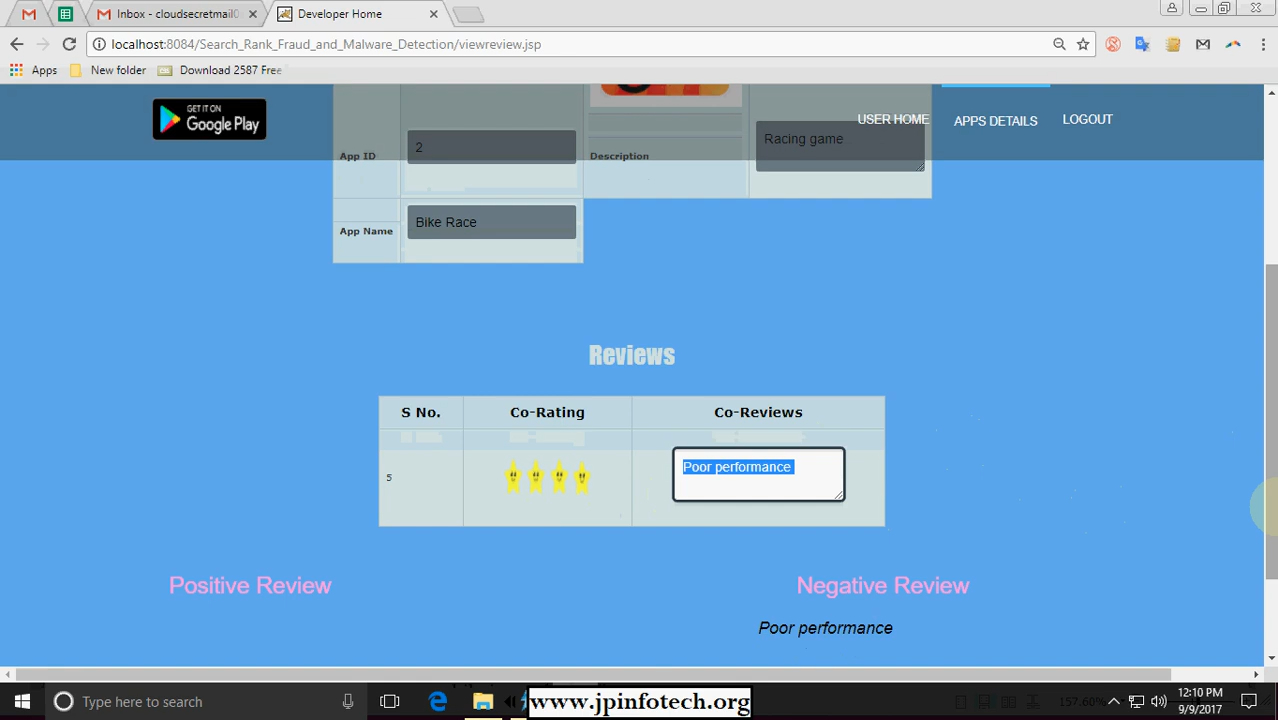 Inbox - cloudsecretmail0
Developer Home
localhost:8084/Search_Rank_Fraud_and_Malware_Detection/viewreview.jsp
Apps
New folder
Download 2587 Free
GET IT ON
Google Play
USER HOME
APPS DETAILS
LOGOUT
App ID
2
Description
Racing game
App Name
Bike Race
Reviews
S No.
Co-Rating
Co-Reviews
5
Poor performance
Positive Review
Negative Review
Poor performance
Type here to search
www.jpinfotech.org
157.60%
12:10 PM
9/9/2017